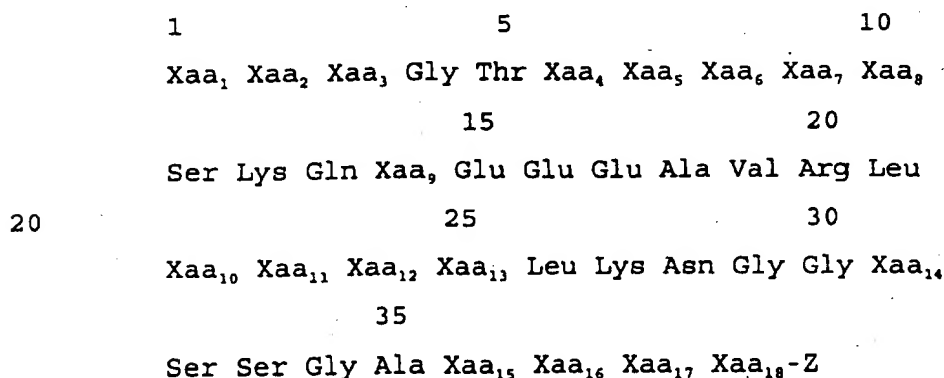 1 5 10
Xaa₁ Xaa₂ Xaa₃ Gly Thr Xaa₄ Xaa₅ Xaa₆ Xaa₇ Xaa₈
15 20
Ser Lys Gln Xaa₉ Glu Glu Glu Ala Val Arg Leu
20 25 30
Xaa₁₀ Xaa₁₁ Xaa₁₂ Xaa₁₃ Leu Lys Asn Gly Gly Xaa₁₄
35
Ser Ser Gly Ala Xaa₁₅ Xaa₁₆ Xaa₁₇ Xaa₁₈-Z